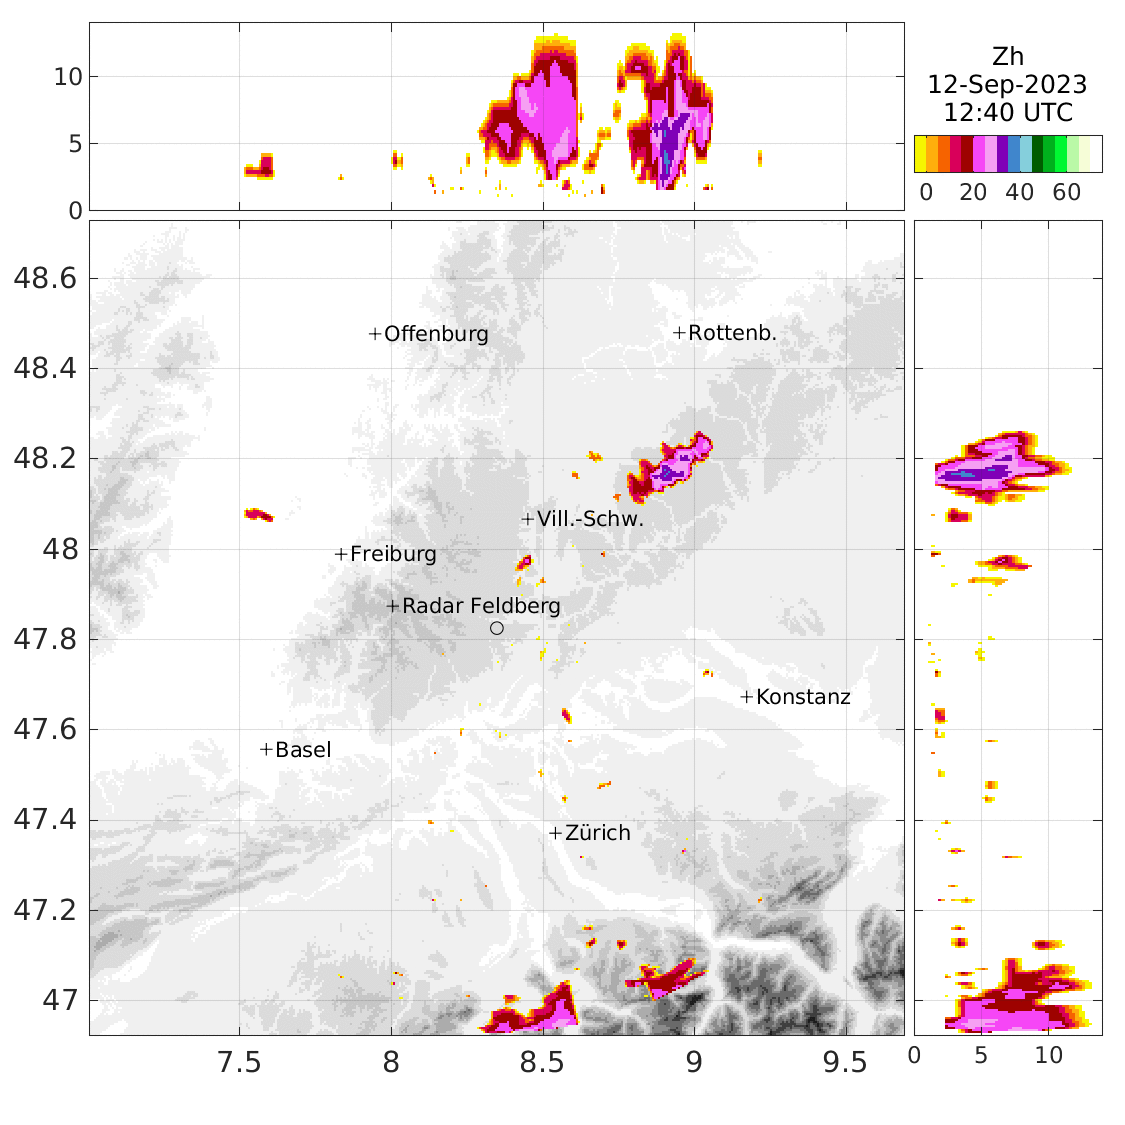 10
5
0
Zh
12-Sep-2023
12:40 UTC
0 20 40 60
48.6
48.4
48.2
48
47.8
47.6
47.4
47.2
47
+Offenburg
+Rottenb.
+Vill.-Schw.
+Freiburg
+Radar Feldberg
+Konstanz
+Basel
+Zürich
7.5 8 8.5 9 9.5
0 5 10